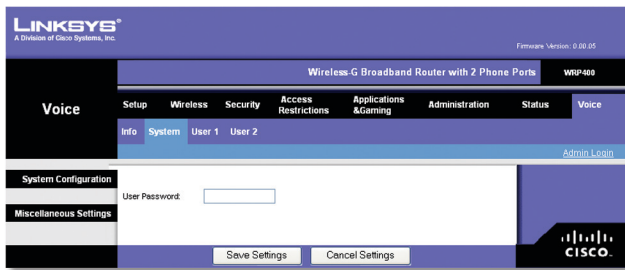 LINKSYS®
A Division of Cisco Systems, Inc.
Firmware Version: 0.00.05
Wireless-G Broadband Router with 2 Phone Ports WRP400
Voice
Setup Wireless Security Access Restrictions Applications &Gaming Administration Status Voice
Info System User 1 User 2
Admin Login
System Configuration
User Password:
Miscellaneous Settings
Save Settings Cancel Settings
CISCO.